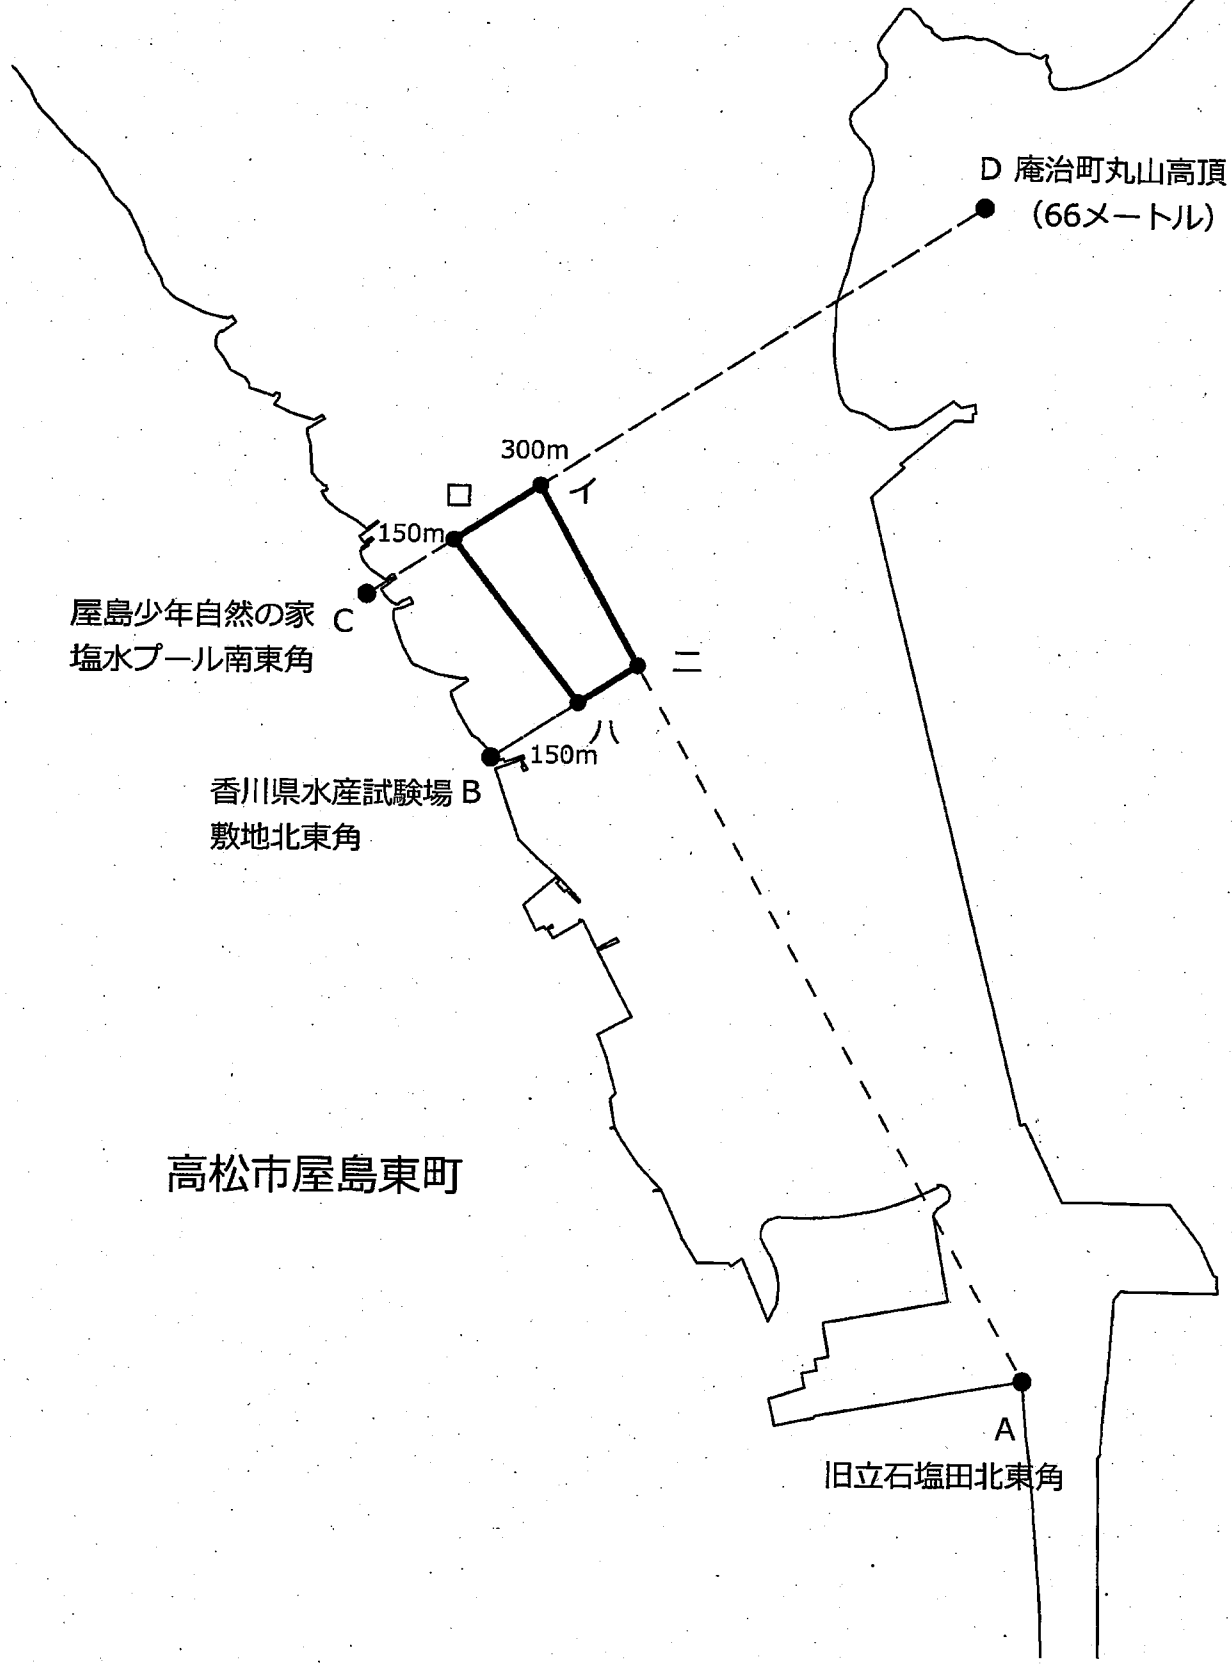 D 庵治町丸山高頂
（66メートル）
300m
ロ
イ
150m
屋島少年自然の家
塩水プール南東角
C
ニ
ハ
150m
香川県水産試験場 B
敷地北東角
高松市屋島東町
A
旧立石塩田北東角